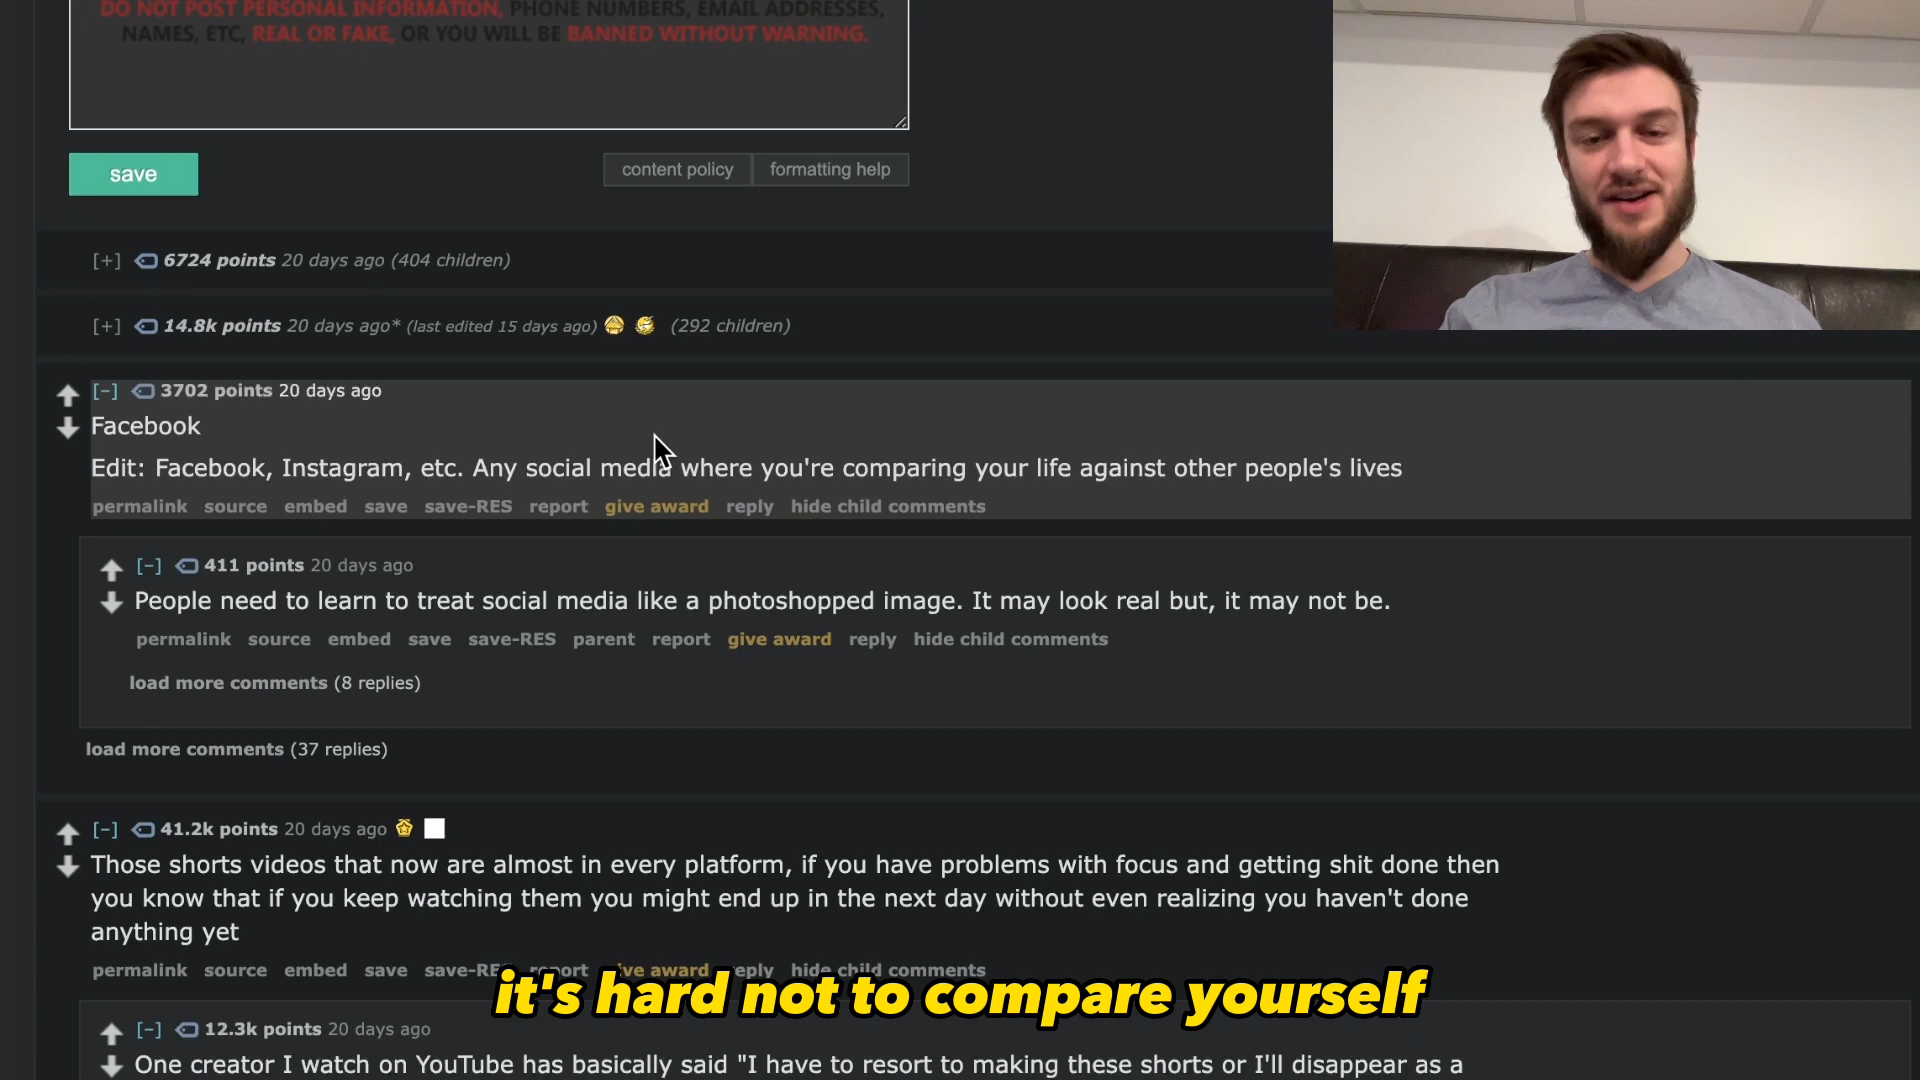 DO NOT POST PERSONAL INFORMATION, PHONE NUMBERS, EMAIL ADDRESSES,
NAMES, ETC, REAL OR FAKE, OR YOU WILL BE BANNED WITHOUT WARNING.
save content policy formatting help
[+] 6724 points 20 days ago (404 children)
[+] 14.8k points 20 days ago* (last edited 15 days ago) (292 children)
[–] 3702 points 20 days ago
Facebook
Edit: Facebook, Instagram, etc. Any social media where you're comparing your life against other people's lives
permalink source embed save save-RES report give award reply hide child comments
[–] 411 points 20 days ago
People need to learn to treat social media like a photoshopped image. It may look real but, it may not be.
permalink source embed save save-RES parent report give award reply hide child comments
load more comments (8 replies)
load more comments (37 replies)
[–] 41.2k points 20 days ago
Those shorts videos that now are almost in every platform, if you have problems with focus and getting shit done then
you know that if you keep watching them you might end up in the next day without even realizing you haven't done
anything yet
permalink source embed save save-RES report give award reply hide child comments
it's hard not to compare yourself
[–] 12.3k points 20 days ago
One creator I watch on YouTube has basically said "I have to resort to making these shorts or I'll disappear as a